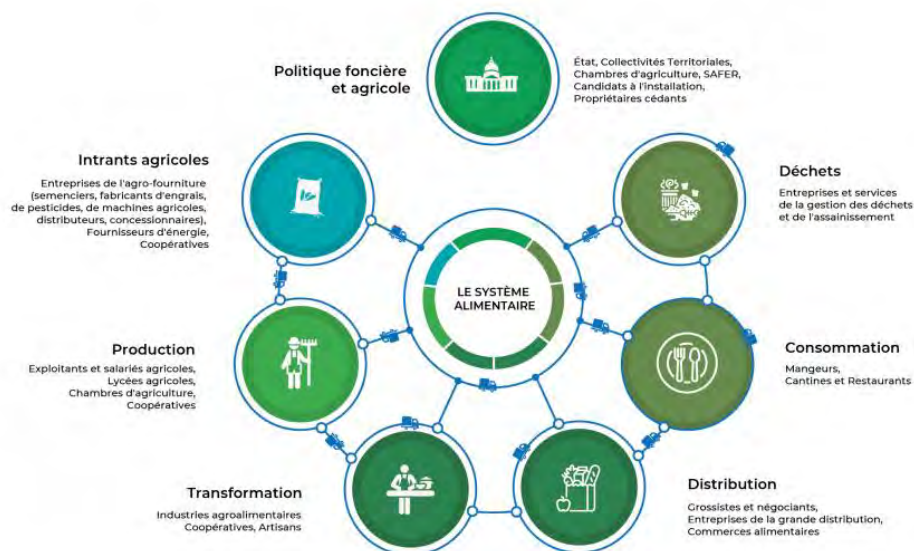 Politique foncière
et agricole
État, Collectivités Territoriales,
Chambres d'agriculture, SAFER,
Candidats à l'installation,
Propriétaires cédants
Intrants agricoles
Entreprises de l'agro-fourniture
(semenciers, fabricants d'engrais,
de pesticides, de machines agricoles,
distributeurs, concessionnaires),
Fournisseurs d'énergie,
Coopératives
Déchets
Entreprises et services
de la gestion des déchets
et de l'assainissement
LE SYSTÈME
ALIMENTAIRE
Production
Exploitants et salariés agricoles,
Lycées agricoles,
Chambres d'agriculture,
Coopératives
Consommation
Mangeurs,
Cantines et Restaurants
Transformation
Industries agroalimentaires
Coopératives, Artisans
Distribution
Grossistes et négociants,
Entreprises de la grande distribution,
Commerces alimentaires